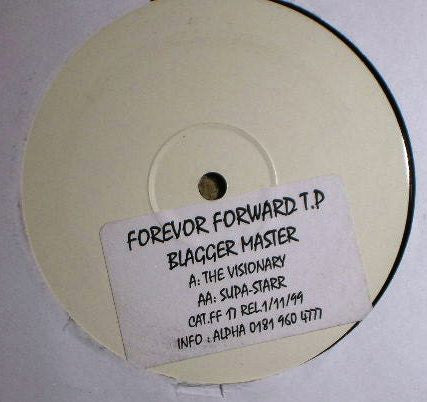 FOREVOR FORWARD T.P
BLAGGER MASTER
A: THE VISIONARY
AA: SUPA-STARR
CAT.FF 17 REL.1/11/99
INFO : ALPHA 0181 960 4777